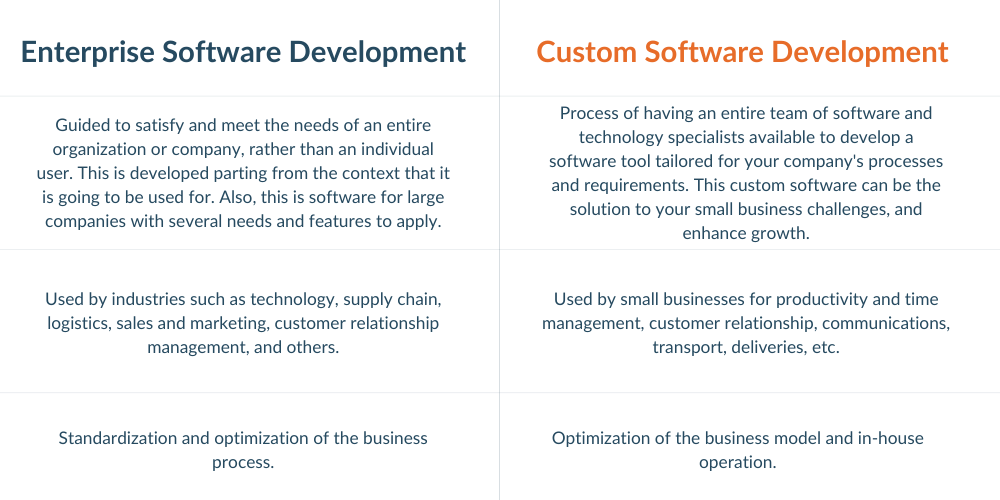 Enterprise Software Development
Custom Software Development
Guided to satisfy and meet the needs of an entire
organization or company, rather than an individual
user. This is developed parting from the context that it
is going to be used for. Also, this is software for large
companies with several needs and features to apply.
Process of having an entire team of software and
technology specialists available to develop a
software tool tailored for your company's processes
and requirements. This custom software can be the
solution to your small business challenges, and
enhance growth.
Used by industries such as technology, supply chain,
logistics, sales and marketing, customer relationship
management, and others.
Used by small businesses for productivity and time
management, customer relationship, communications,
transport, deliveries, etc.
Standardization and optimization of the business
process.
Optimization of the business model and in-house
operation.